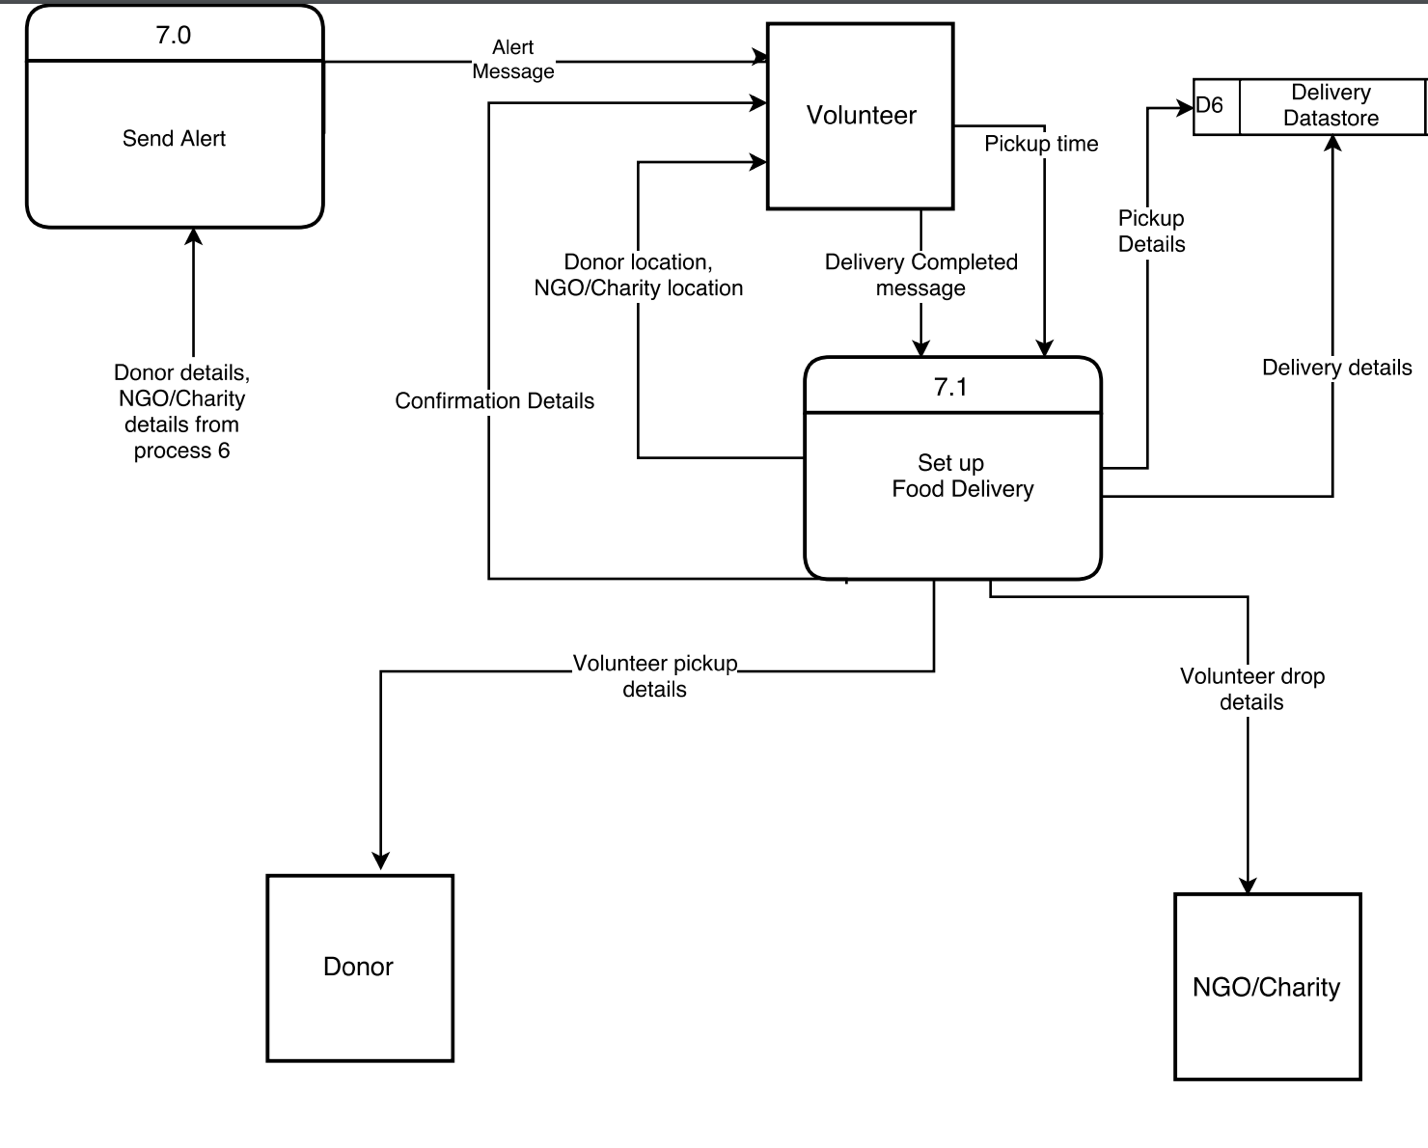 7.0
Send Alert
Alert
Message
Volunteer
D6
Delivery
Datastore
Pickup time
Pickup
Details
Donor location,
NGO/Charity location
Delivery Completed
message
Donor details,
NGO/Charity
details from
process 6
Confirmation Details
7.1
Set up
Food Delivery
Delivery details
Volunteer pickup
details
Volunteer drop
details
Donor
NGO/Charity